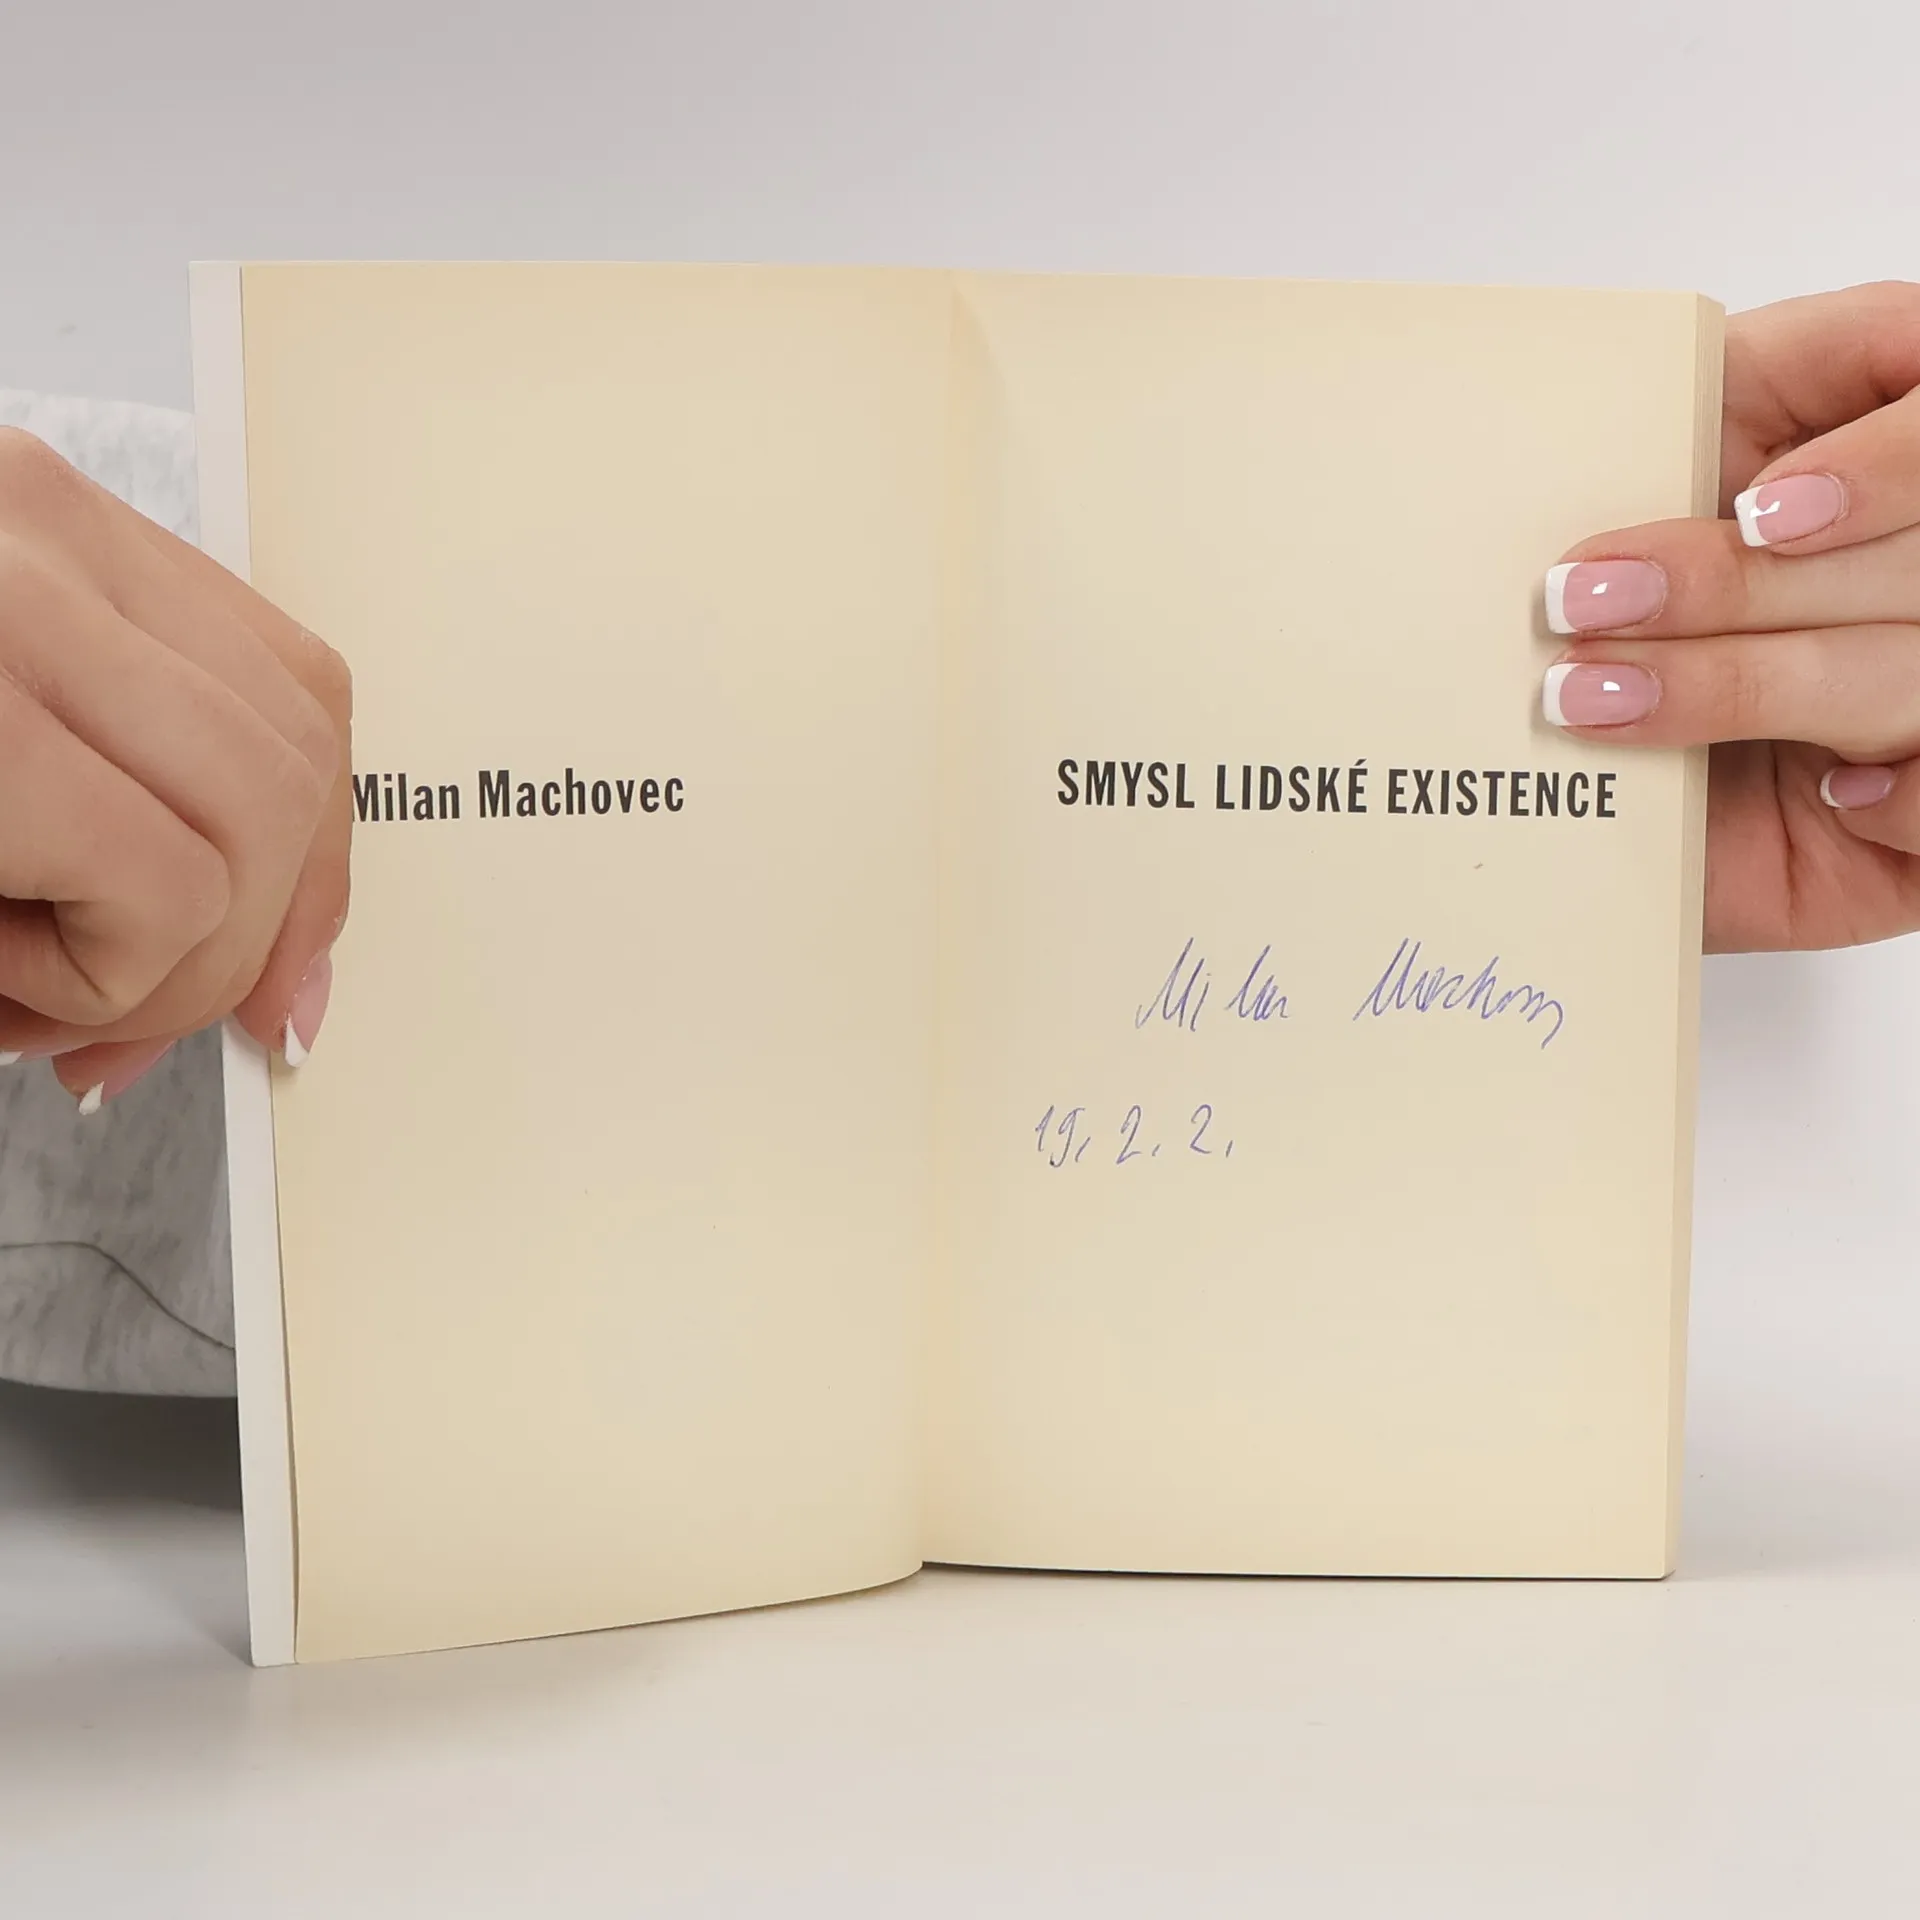 Milan Machovec
SMYSL LIDSKÉ EXISTENCE
Milan Machovec
19. 2. 2.